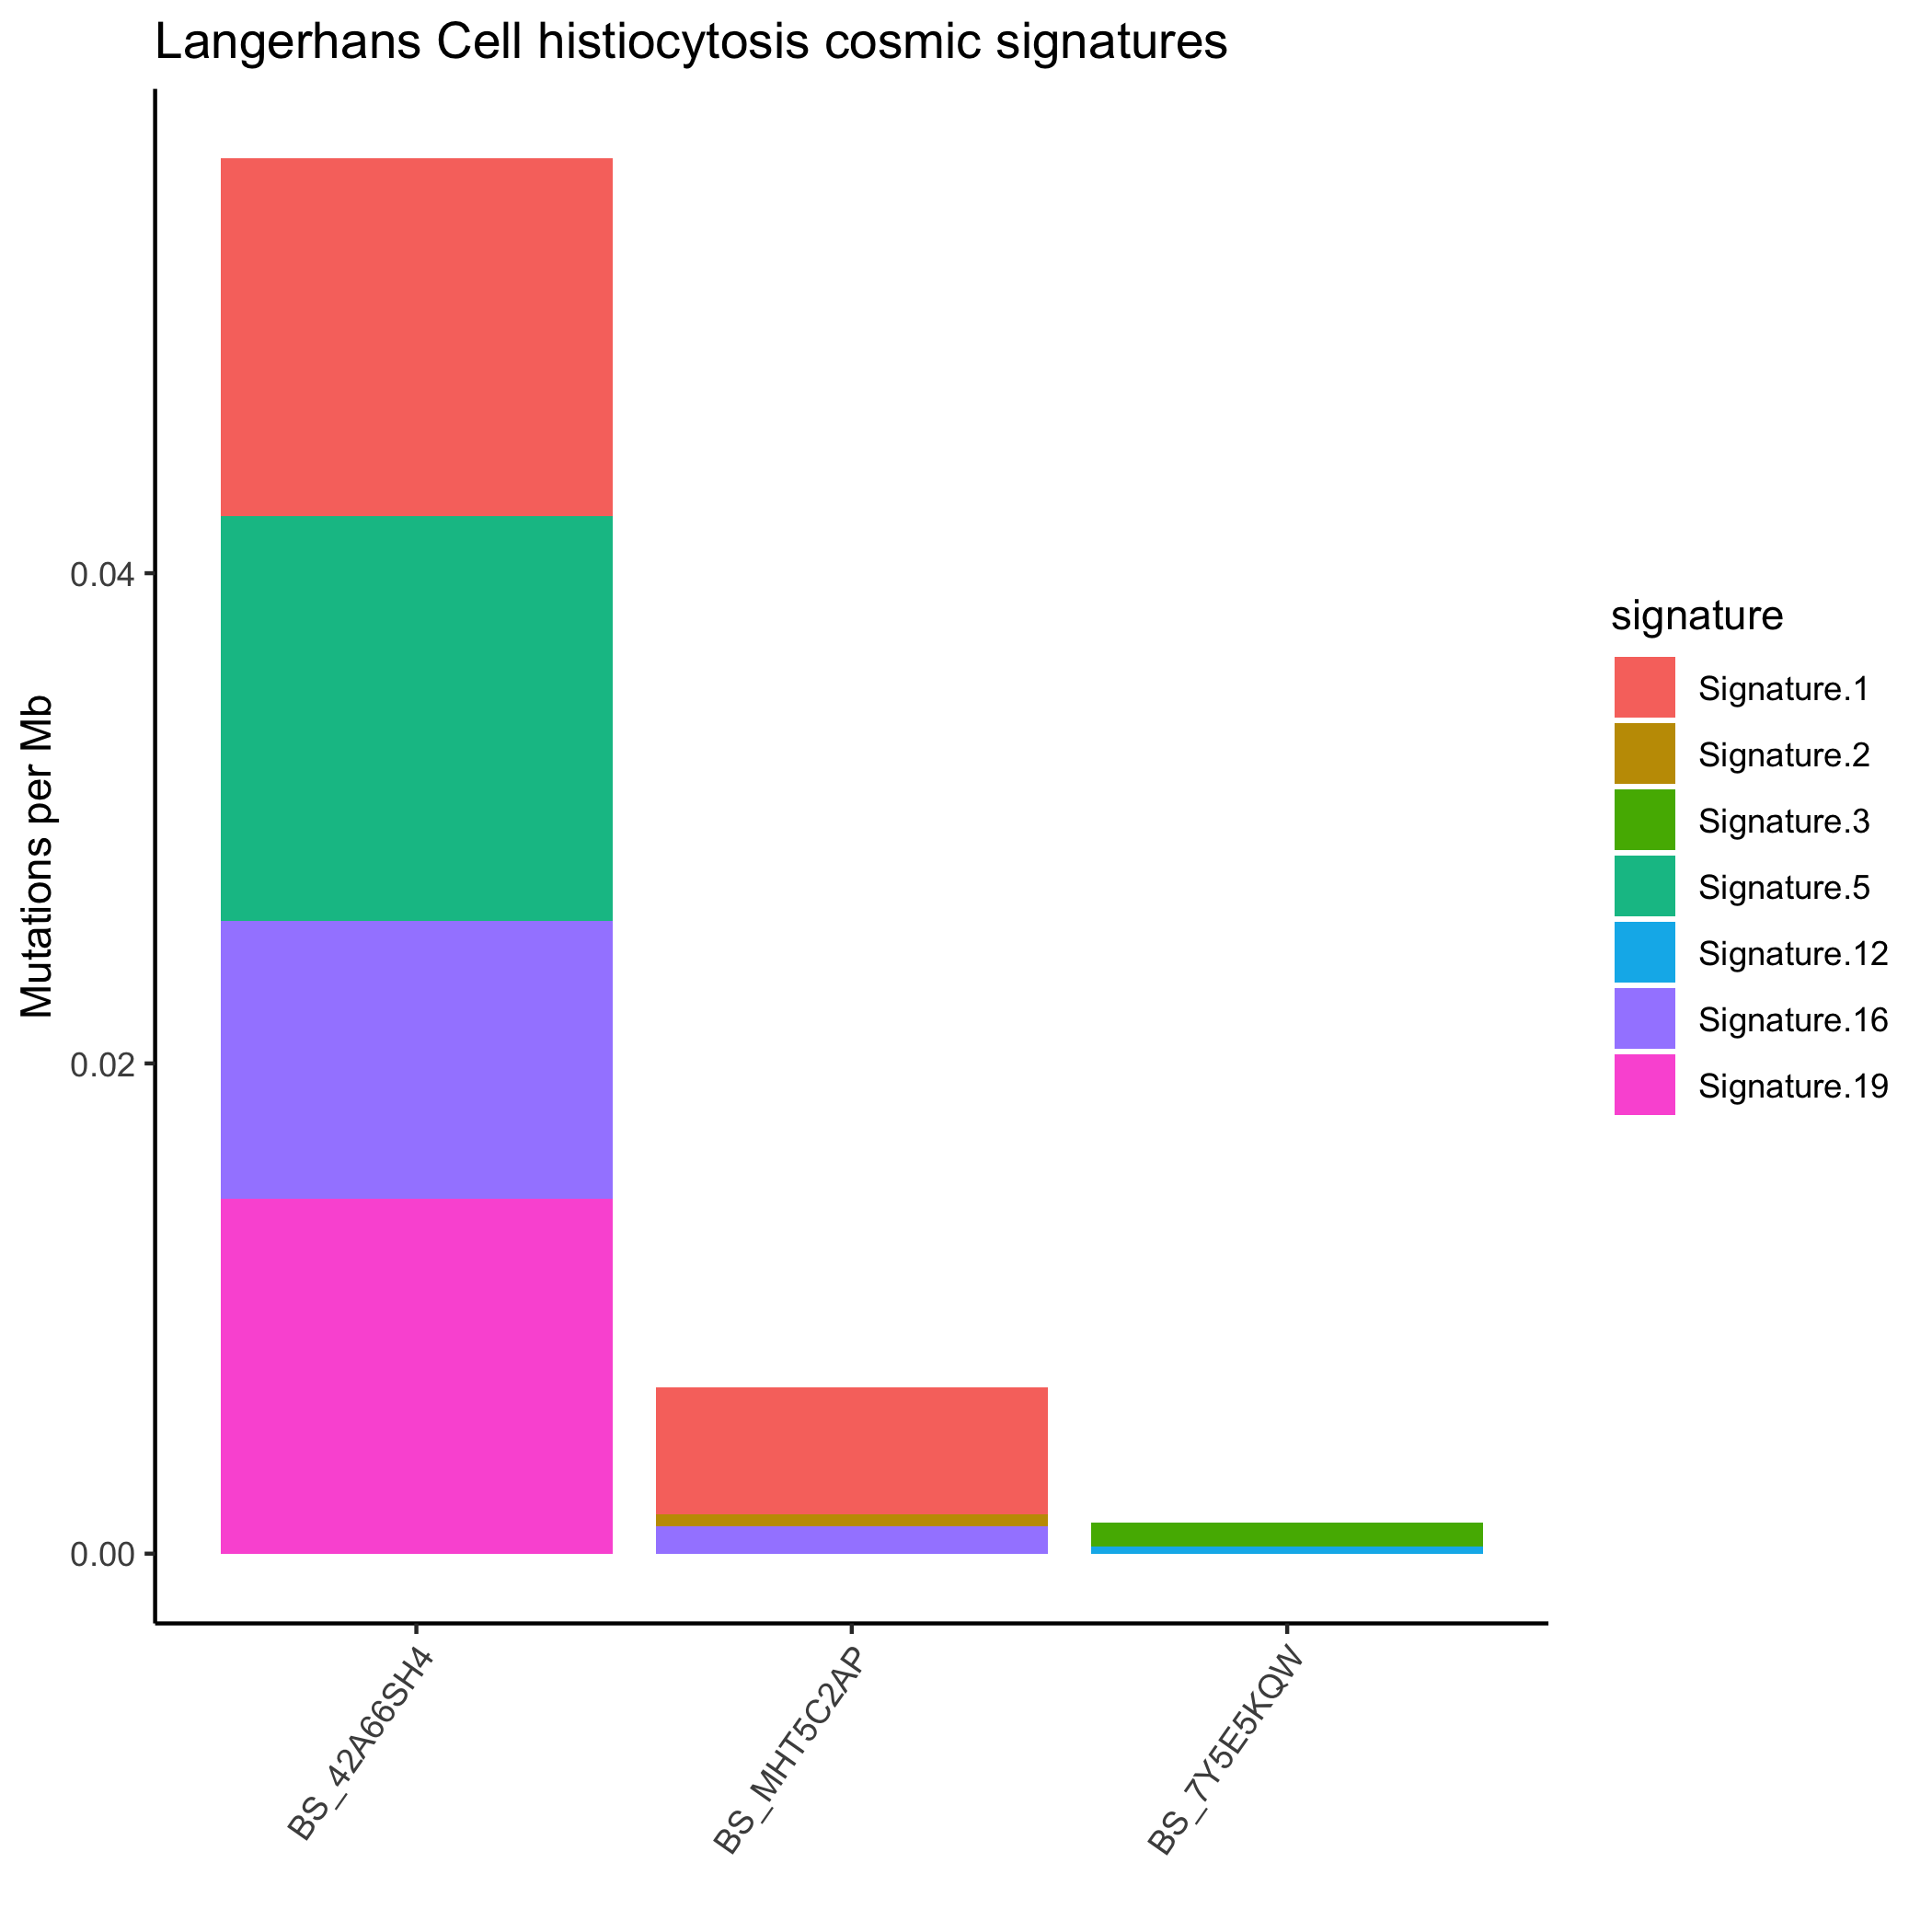 Langerhans Cell histiocytosis cosmic signatures
Mutations per Mb
0.04
0.02
0.00
BS_42A66SH4
BS_MHT5C2AP
BS_7Y5E5KQW
signature
Signature.1
Signature.2
Signature.3
Signature.5
Signature.12
Signature.16
Signature.19